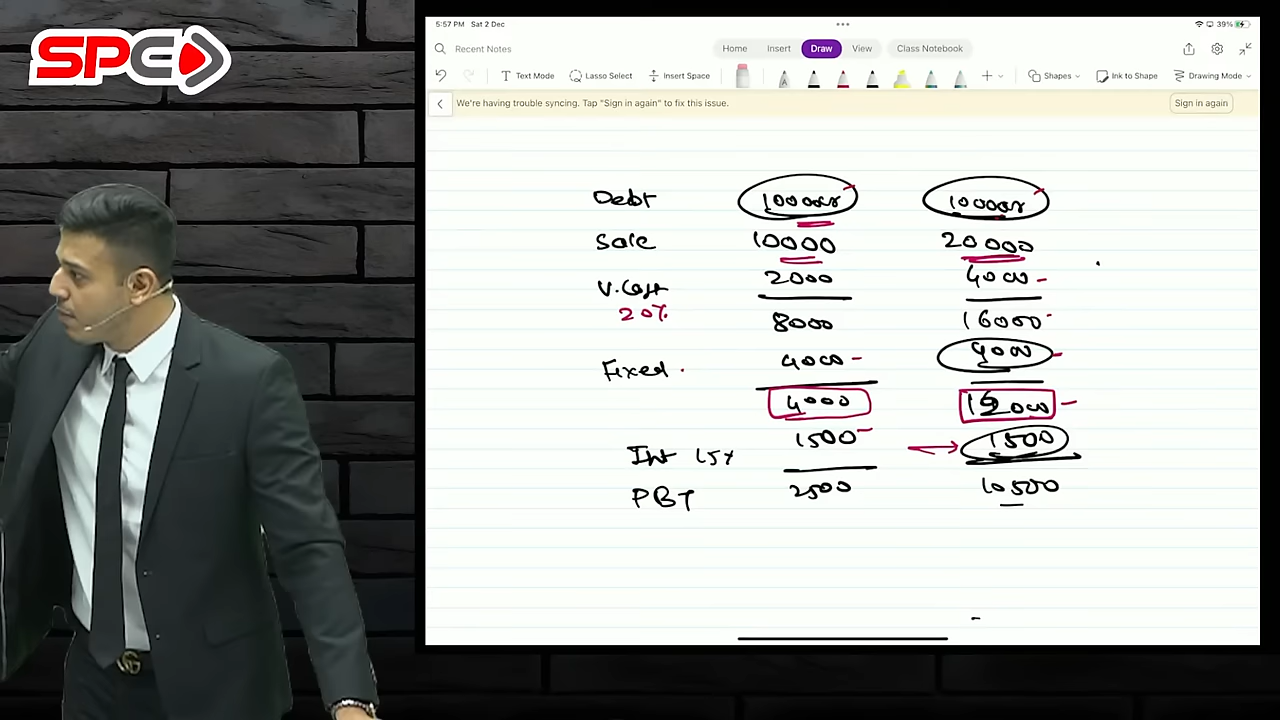 SPC
5:57 PM Sat 2 Dec
39%
Recent Notes
Home Insert Draw View Class Notebook
Text Mode Lasso Select Insert Space Shapes Ink to Shape Drawing Mode
We're having trouble syncing. Tap "Sign in again" to fix this issue. Sign in again
Debt
Sale 10000 20000
V. Cost 2000 4000
20%
8000 16000
Fixed 4000 4000
4000 12000
Int 15% 1500 1500
PBT 2500 10500